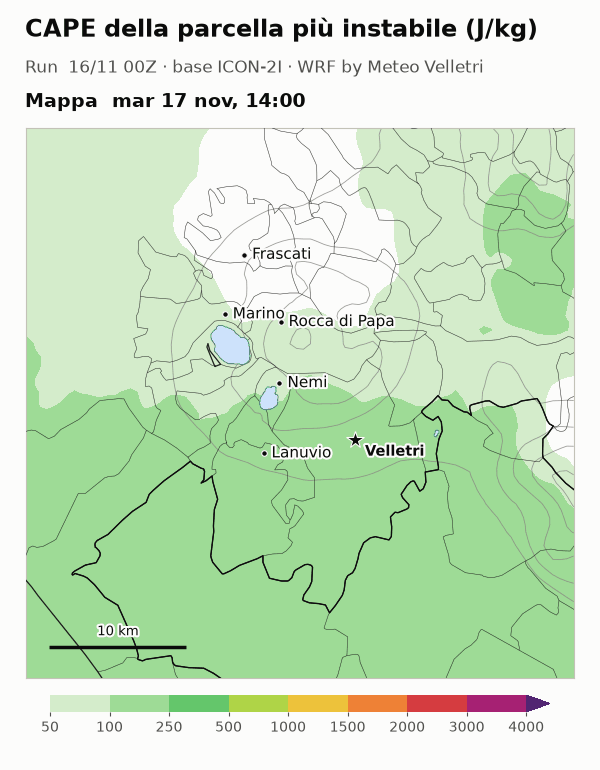 CAPE della parcella più instabile (J/kg)
Run 16/11 00Z · base ICON-2I · WRF by Meteo Velletri
Mappa mar 17 nov, 14:00
Frascati
Marino
Rocca di Papa
Nemi
Velletri
Lanuvio
10 km
50 100 250 500 1000 1500 2000 3000 4000